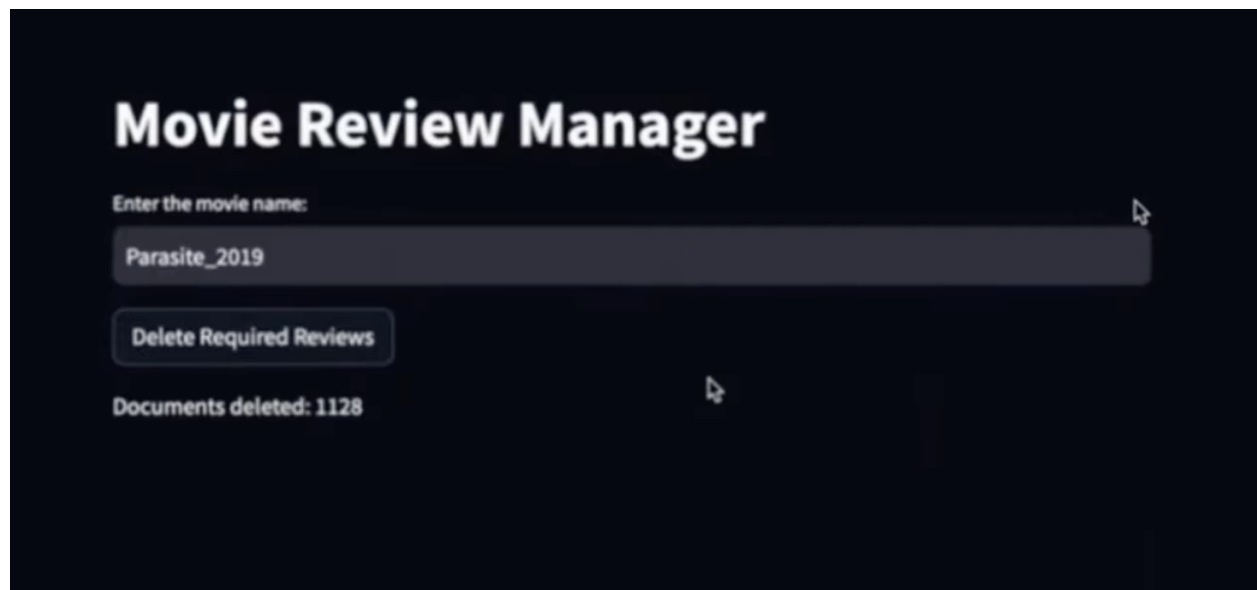 Movie Review Manager
Enter the movie name:
Parasite_2019
Delete Required Reviews
Documents deleted: 1128